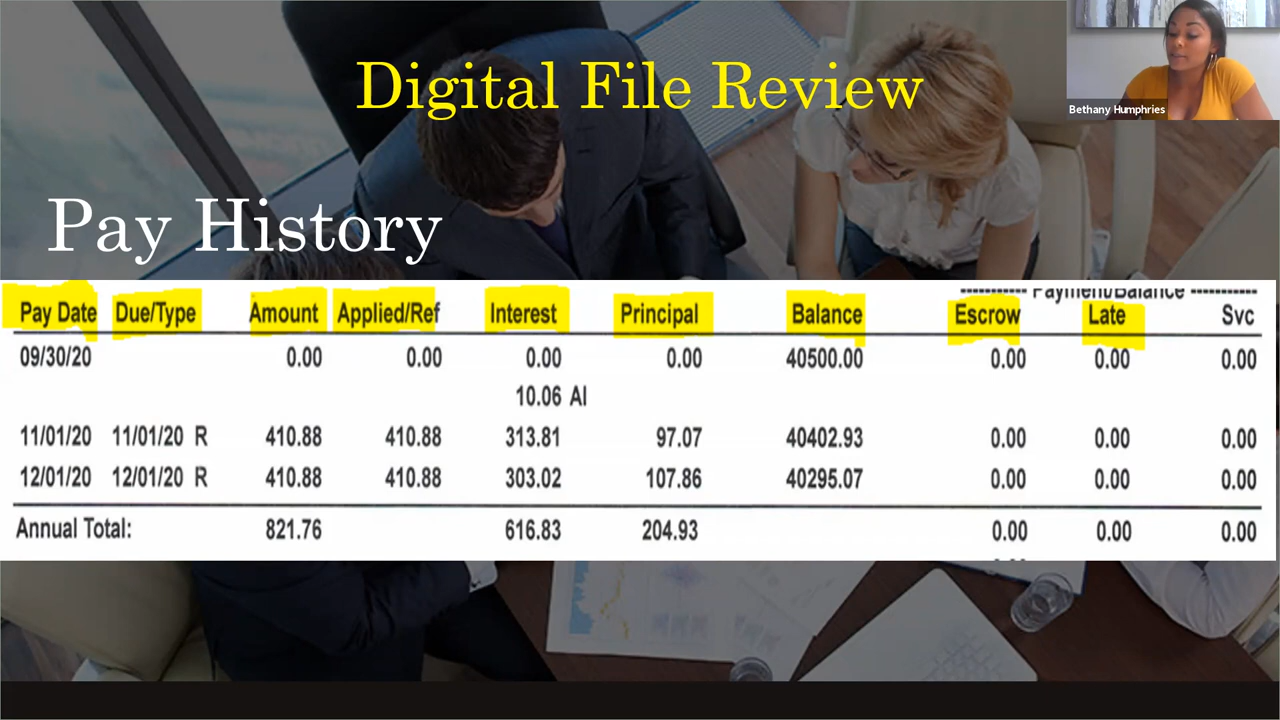 Digital File Review
Bethany Humphries
Pay History
----------- Payment/Balance -----------
Pay Date Due/Type Amount Applied/Ref Interest Principal Balance Escrow Late Svc
09/30/20 0.00 0.00 0.00 0.00 40500.00 0.00 0.00 0.00
10.06 AI
11/01/20 11/01/20 R 410.88 410.88 313.81 97.07 40402.93 0.00 0.00 0.00
12/01/20 12/01/20 R 410.88 410.88 303.02 107.86 40295.07 0.00 0.00 0.00
Annual Total: 821.76 616.83 204.93 0.00 0.00 0.00